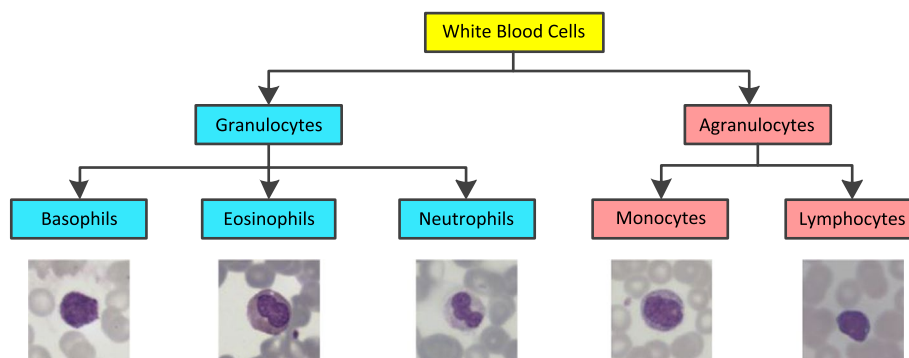 White Blood Cells
Granulocytes
Agranulocytes
Basophils
Eosinophils
Neutrophils
Monocytes
Lymphocytes